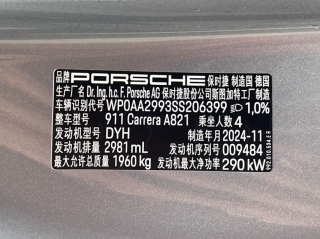 品牌 PORSCHE 保时捷 制造国 德国
生产厂名 Dr. Ing. h.c. F. Porsche AG 保时捷股份公司斯图加特工厂制造
车辆识别代号 WP0AA2993SS206399 1,0%
整车型号 911 Carrera A821 乘坐人数 4
发动机型号 DYH 制造年月 2024-11
发动机排量 2981 mL 发动机号 009484
最大允许总质量 1960 kg 发动机最大净功率 290 kW